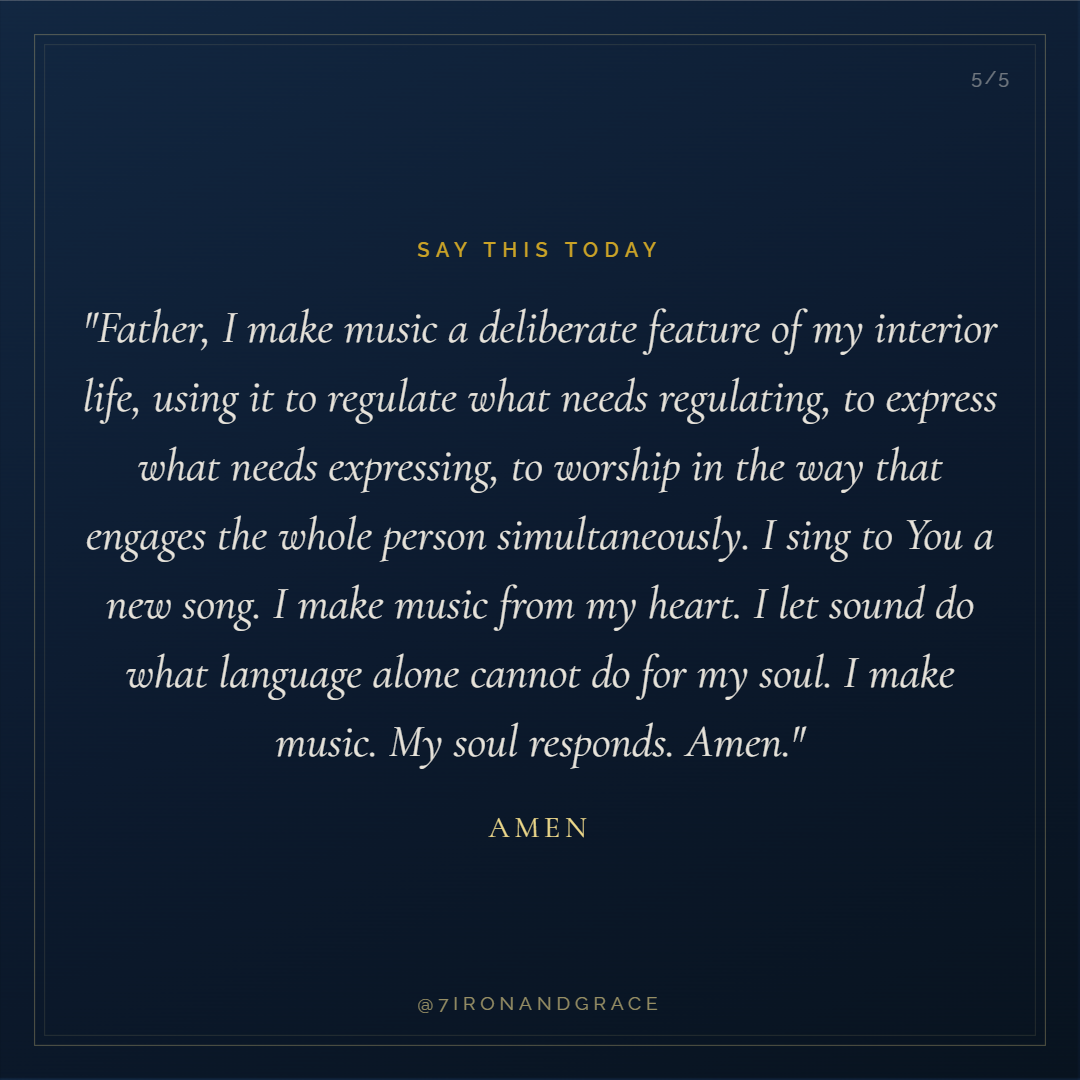 5/5
SAY THIS TODAY
"Father, I make music a deliberate feature of my interior
life, using it to regulate what needs regulating, to express
what needs expressing, to worship in the way that
engages the whole person simultaneously. I sing to You a
new song. I make music from my heart. I let sound do
what language alone cannot do for my soul. I make
music. My soul responds. Amen."
AMEN
@7IRONANDGRACE